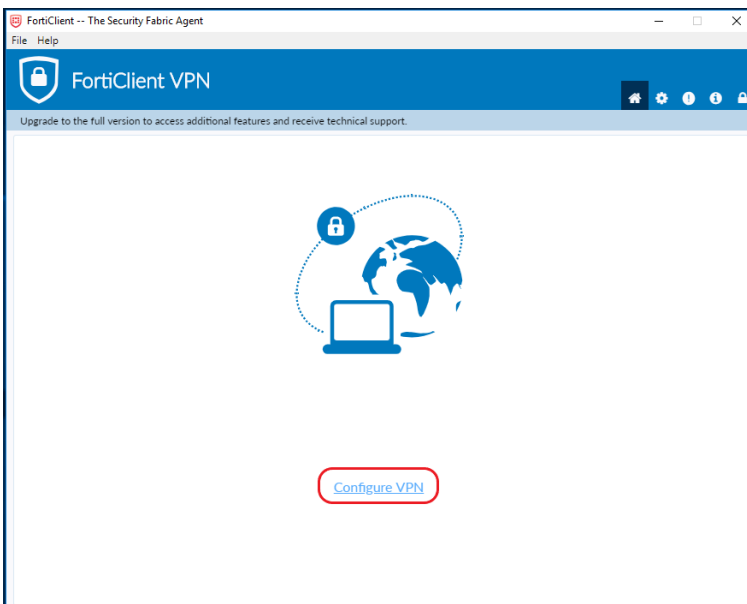 FortiClient -- The Security Fabric Agent
File Help
FortiClient VPN
Upgrade to the full version to access additional features and receive technical support.
Configure VPN